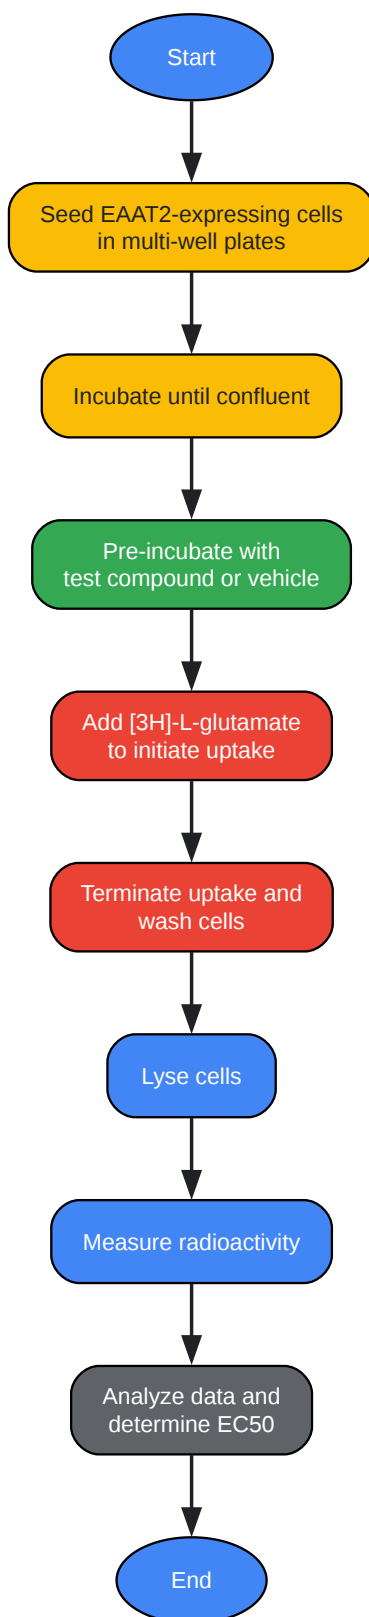 Start
Seed EAAT2-expressing cells
in multi-well plates
Incubate until confluent
Pre-incubate with
test compound or vehicle
Add [3H]-L-glutamate
to initiate uptake
Terminate uptake and
wash cells
Lyse cells
Measure radioactivity
Analyze data and
determine EC50
End